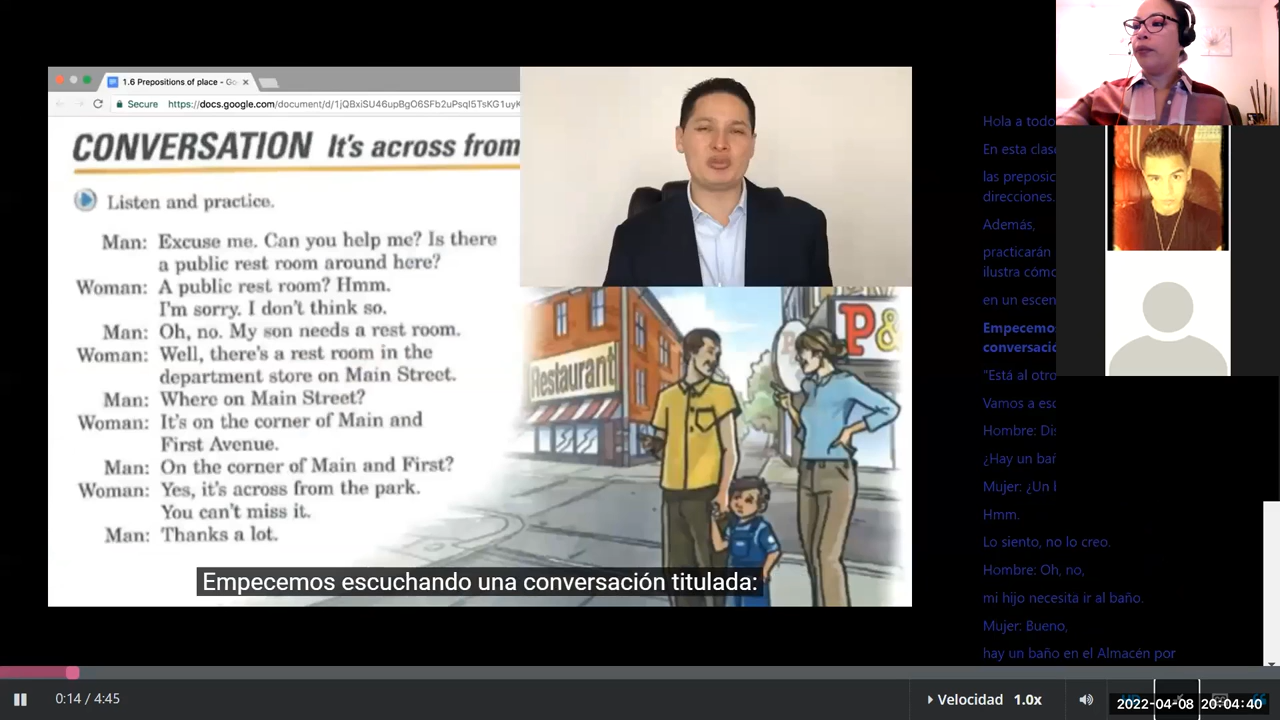 1.6 Prepositions of place - Go
Secure https://docs.google.com/document/d/1jQBxiSU46upBgO6SFb2uPsqI5TsKG1uyK
CONVERSATION It's across from
Listen and practice.
Man: Excuse me. Can you help me? Is there
a public rest room around here?
Woman: A public rest room? Hmm.
I'm sorry. I don't think so.
Man: Oh, no. My son needs a rest room.
Woman: Well, there's a rest room in the
department store on Main Street.
Man: Where on Main Street?
Woman: It's on the corner of Main and
First Avenue.
Man: On the corner of Main and First?
Woman: Yes, it's across from the park.
You can't miss it.
Man: Thanks a lot.
Restaurant
P&
Empecemos escuchando una conversación titulada:
Hola a todo
En esta clas
las preposic
direcciones.
Además,
practicarán
ilustra cómo
en un escen
Empecemos
conversació
"Está al otro
Vamos a esc
Hombre: Dis
¿Hay un bañ
Mujer: ¿Un b
Hmm.
Lo siento, no lo creo.
Hombre: Oh, no,
mi hijo necesita ir al baño.
Mujer: Bueno,
hay un baño en el Almacén por
0:14 / 4:45
Velocidad 1.0x
2022-04-08 20:04:40